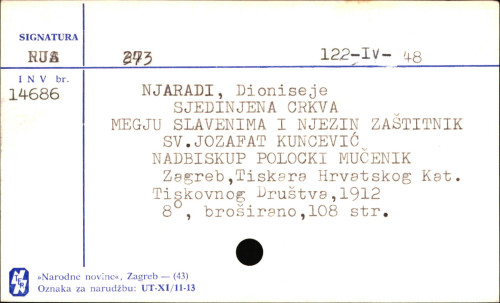 SIGNATURA
RUS 273 122-IV- 48
INV br.
14686
NJARADI, Dioniseje
SJEDINJENA CRKVA
MEGJU SLAVENIMA I NJEZIN ZAŠTITNIK
SV.JOZAFAT KUNCEVIĆ
NADBISKUP POLOCKI MUČENIK
Zagreb,Tiskara Hrvatskog Kat.
Tiskovnog Društva,1912
8°, broširano,108 str.
»Narodne novine«, Zagreb — (43)
Oznaka za narudžbu: UT-XI/11-13